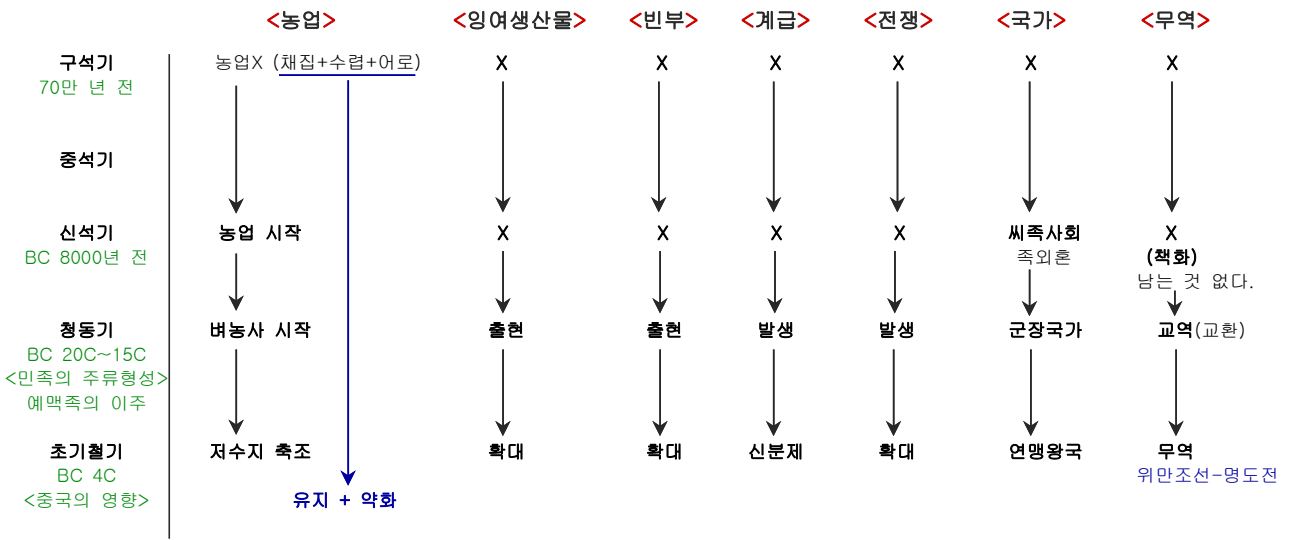 <농업> <잉여생산물> <빈부> <계급> <전쟁> <국가> <무역>
구석기 농업X (채집+수렵+어로) X X X X X X
70만 년 전
중석기
신석기 농업 시작 X X X X 씨족사회 X
BC 8000년 전 족외혼 (책화)
남는 것 없다.
청동기 벼농사 시작 출현 출현 발생 발생 군장국가 교역(교환)
BC 20C~15C
<민족의 주류형성>
예맥족의 이주
초기철기 저수지 축조 확대 확대 신분제 확대 연맹왕국 무역
BC 4C 위만조선-명도전
<중국의 영향> 유지 + 약화